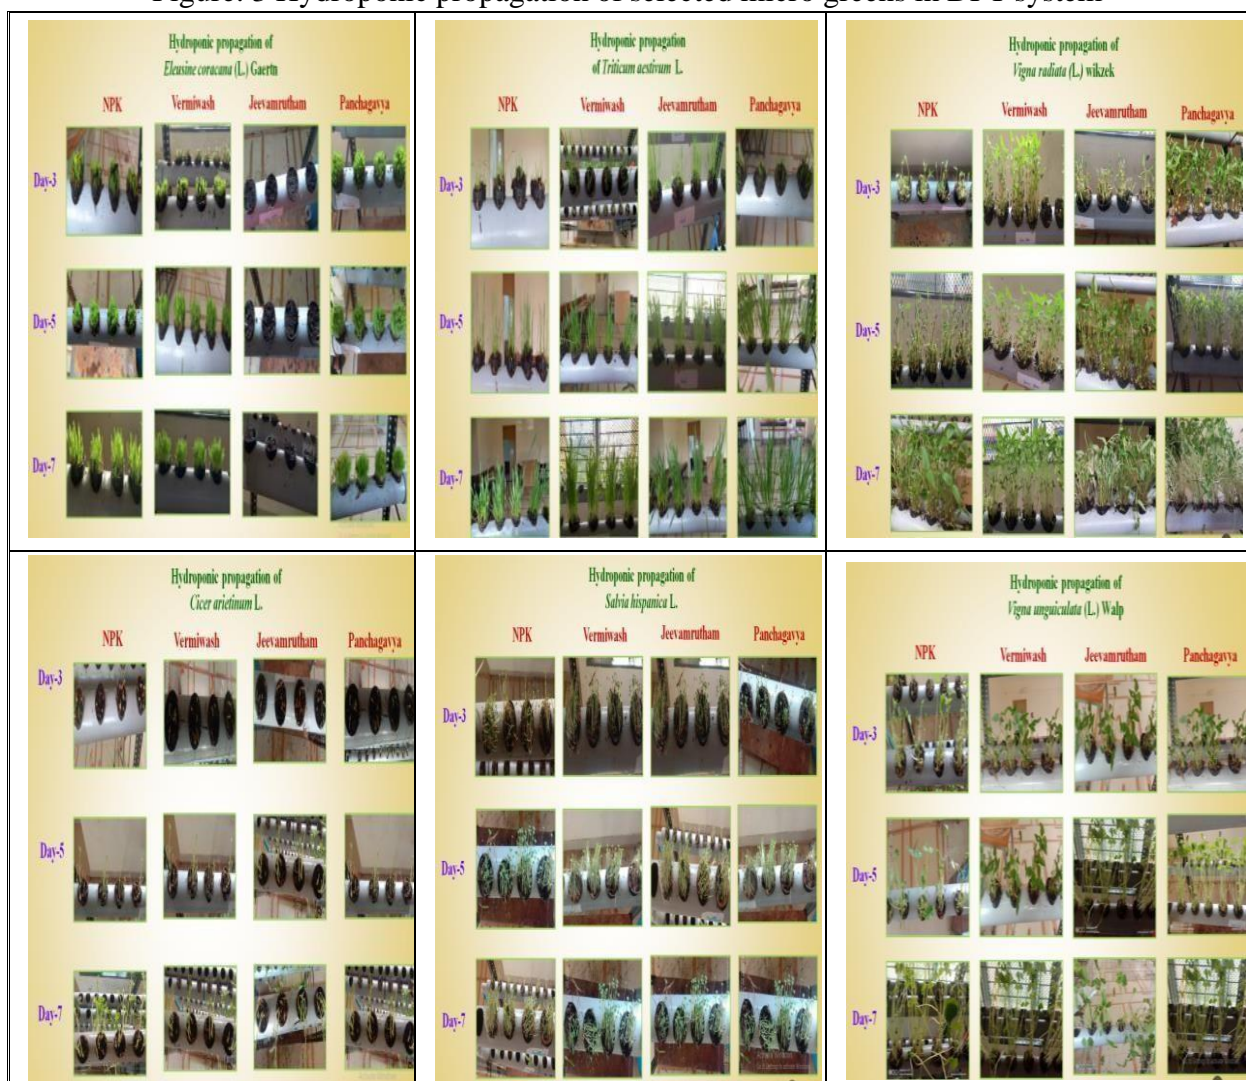 Figure. 3 Hydroponic propagation of selected micro greens in DFT system
Hydroponic propagation of
Eleusine coracana (L.) Gaertn
NPK Vermiwash Jeevamrutham Panchagavya
Day-3
Day-5
Day-7
Hydroponic propagation
of Triticum aestivum L.
NPK Vermiwash Jeevamrutham Panchagavya
Day-3
Day-5
Day-7
Hydroponic propagation of
Vigna radiata (L.) wikzek
NPK Vermiwash Jeevamrutham Panchagavya
Day-3
Day-5
Day-7
Hydroponic propagation of
Cicer arietinum L.
NPK Vermiwash Jeevamrutham Panchagavya
Day-3
Day-5
Day-7
Hydroponic propagation of
Salvia hispanica L.
NPK Vermiwash Jeevamrutham Panchagavya
Day-3
Day-5
Day-7
Hydroponic propagation of
Vigna unguiculata (L.) Walp
NPK Vermiwash Jeevamrutham Panchagavya
Day-3
Day-5
Day-7